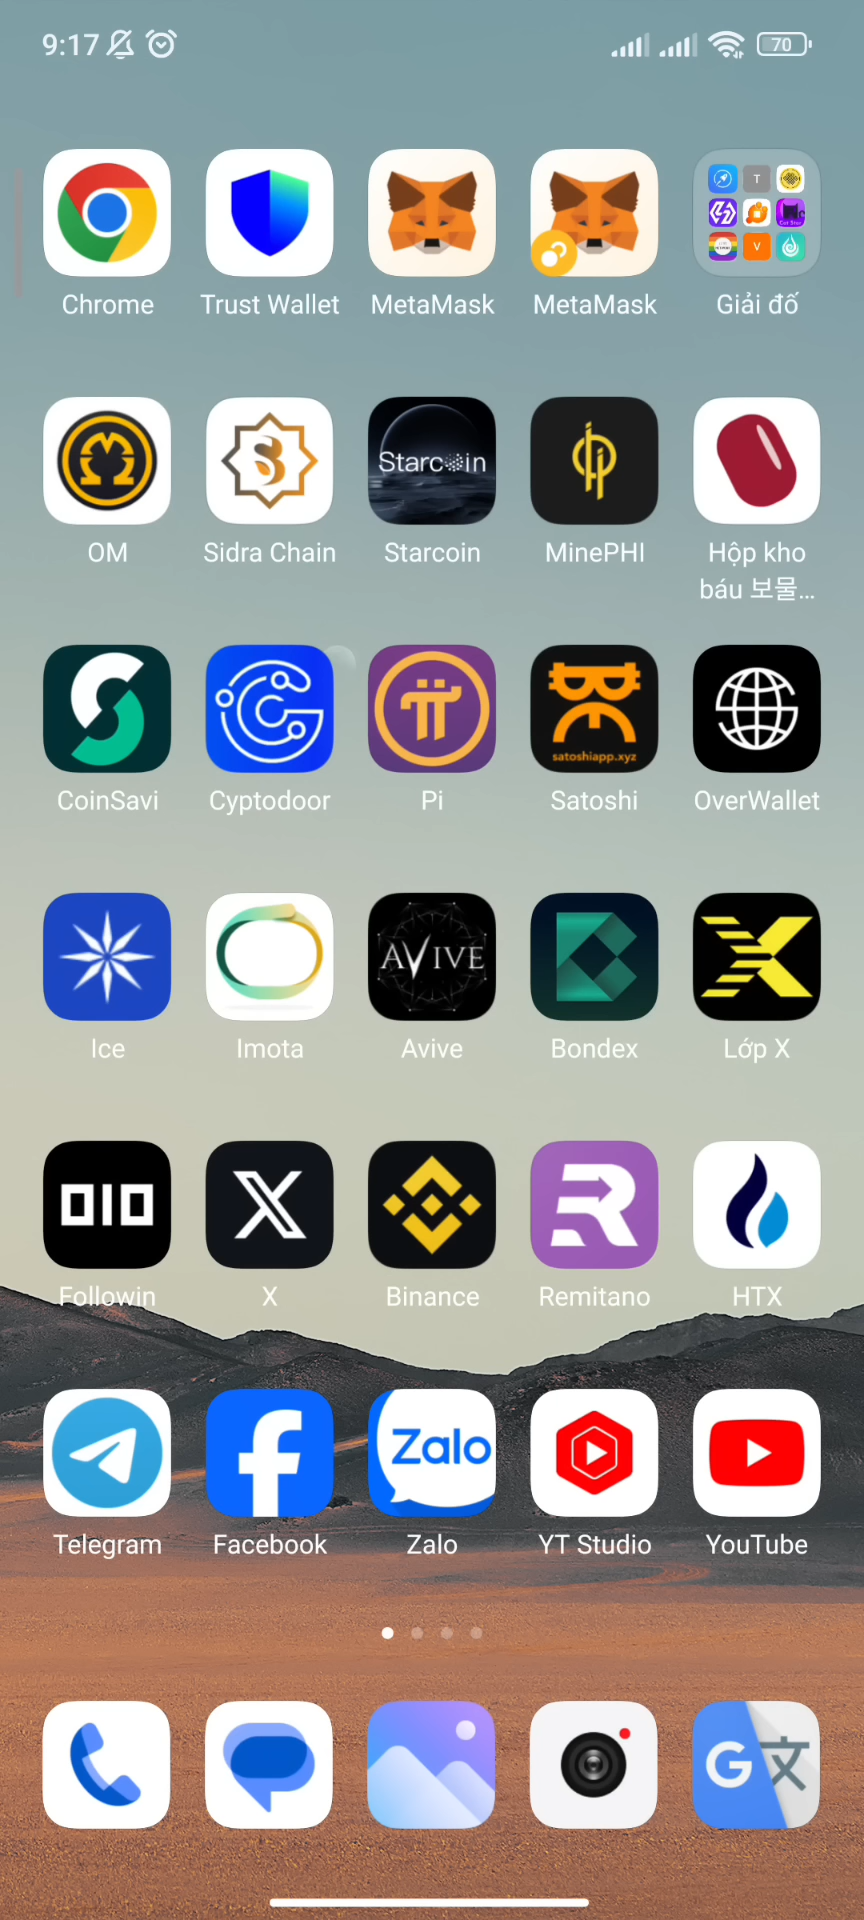 9:17
70
Chrome
Trust Wallet
MetaMask
MetaMask
T
V
Giải đố
Starcoin
OM
Sidra Chain
Starcoin
MinePHI
Hộp kho
báu 보물...
satoshiapp.xyz
CoinSavi
Cyptodoor
Pi
Satoshi
OverWallet
AVIVE
Ice
Imota
Avive
Bondex
Lớp X
Followin
X
Binance
Remitano
HTX
Zalo
Telegram
Facebook
Zalo
YT Studio
YouTube
G文